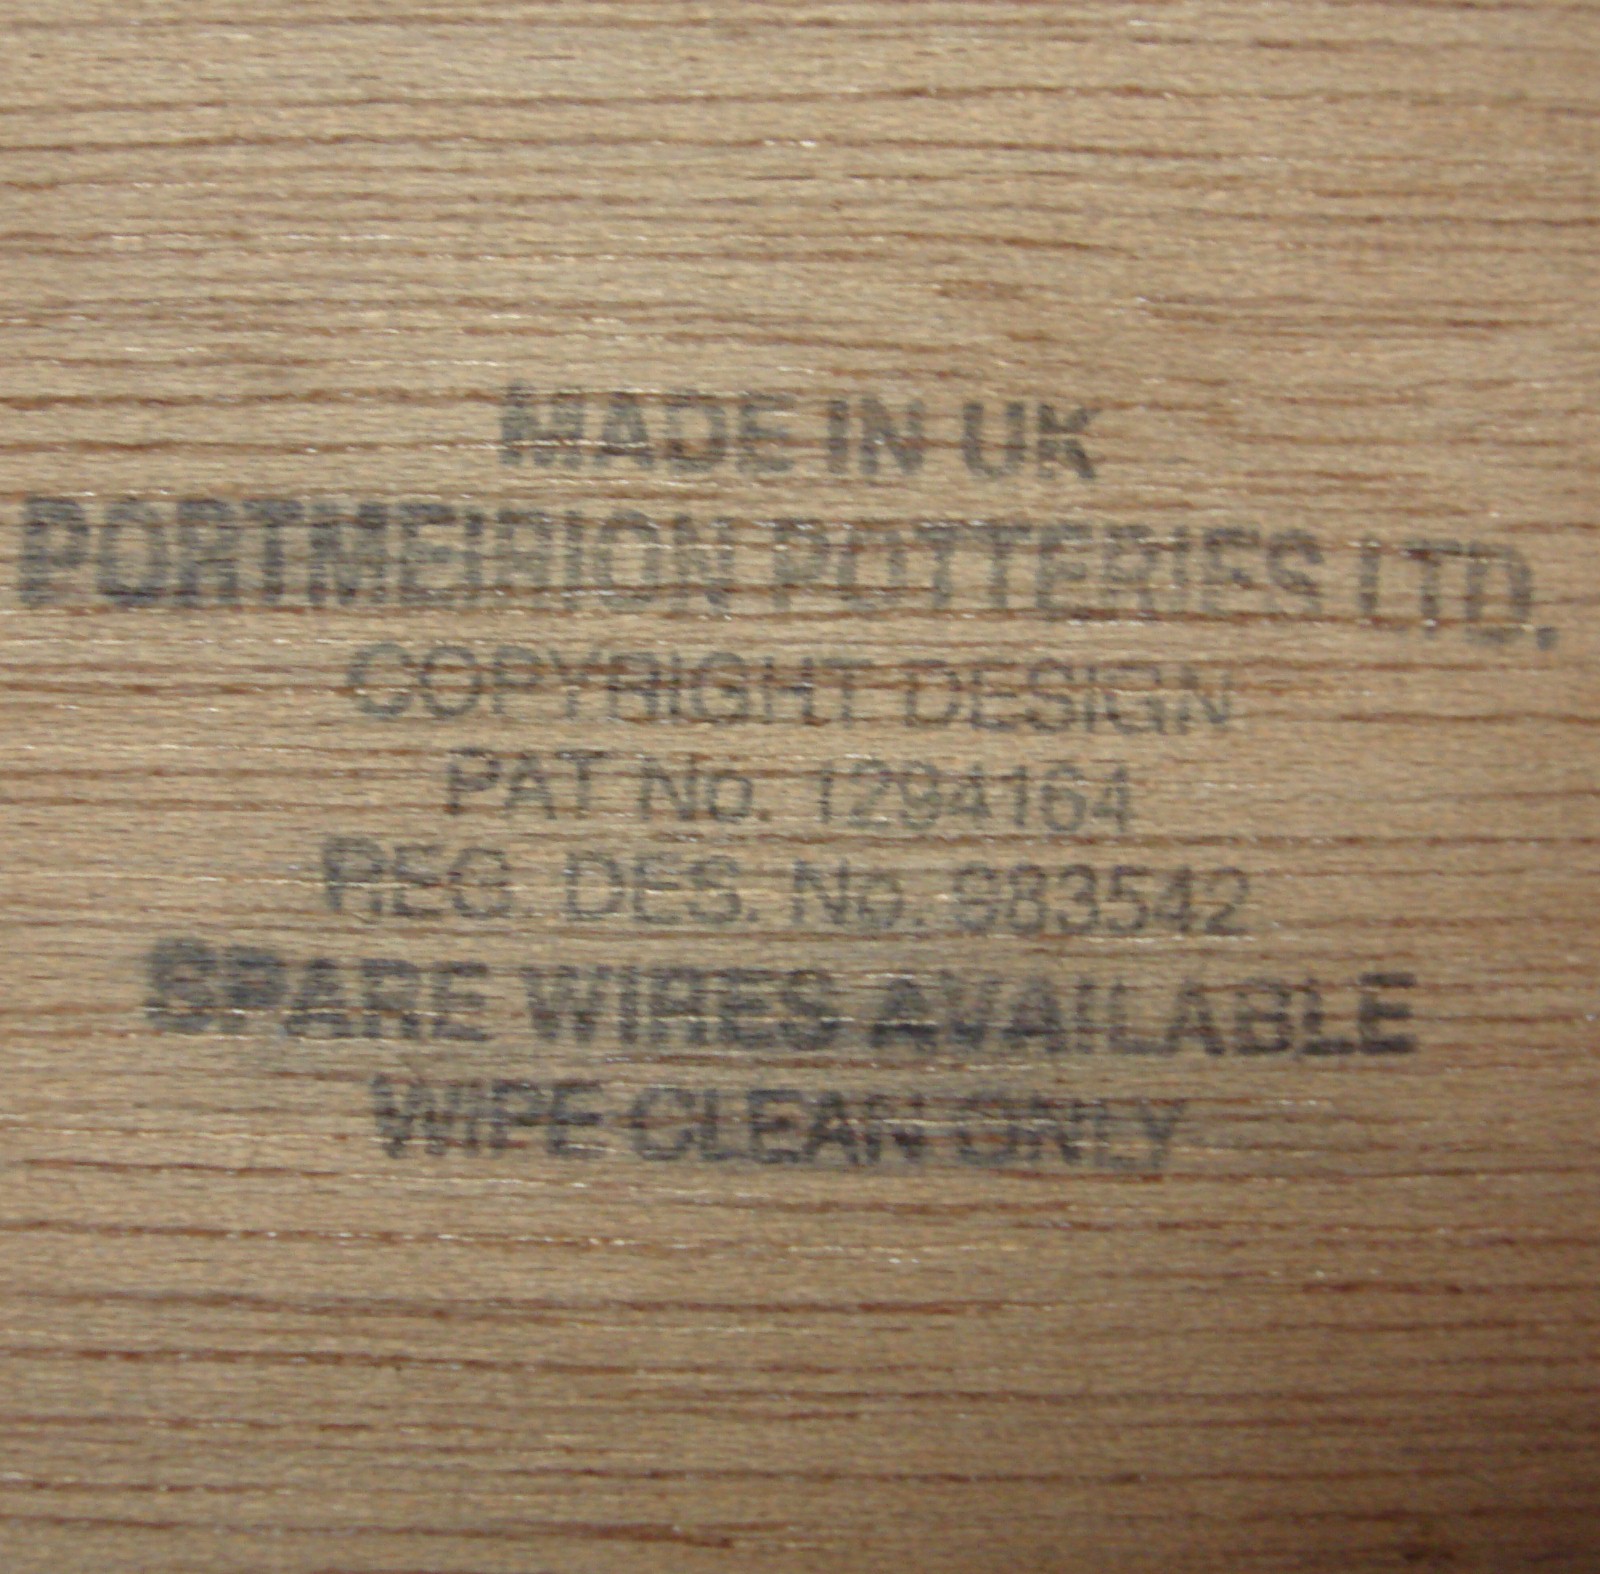 MADE IN UK
PORTMEIRION POTTERIES LTD.
COPYRIGHT DESIGN
PAT No. 1294164
REG. DES. No. 983542
SPARE WIRES AVAILABLE
WIPE CLEAN ONLY